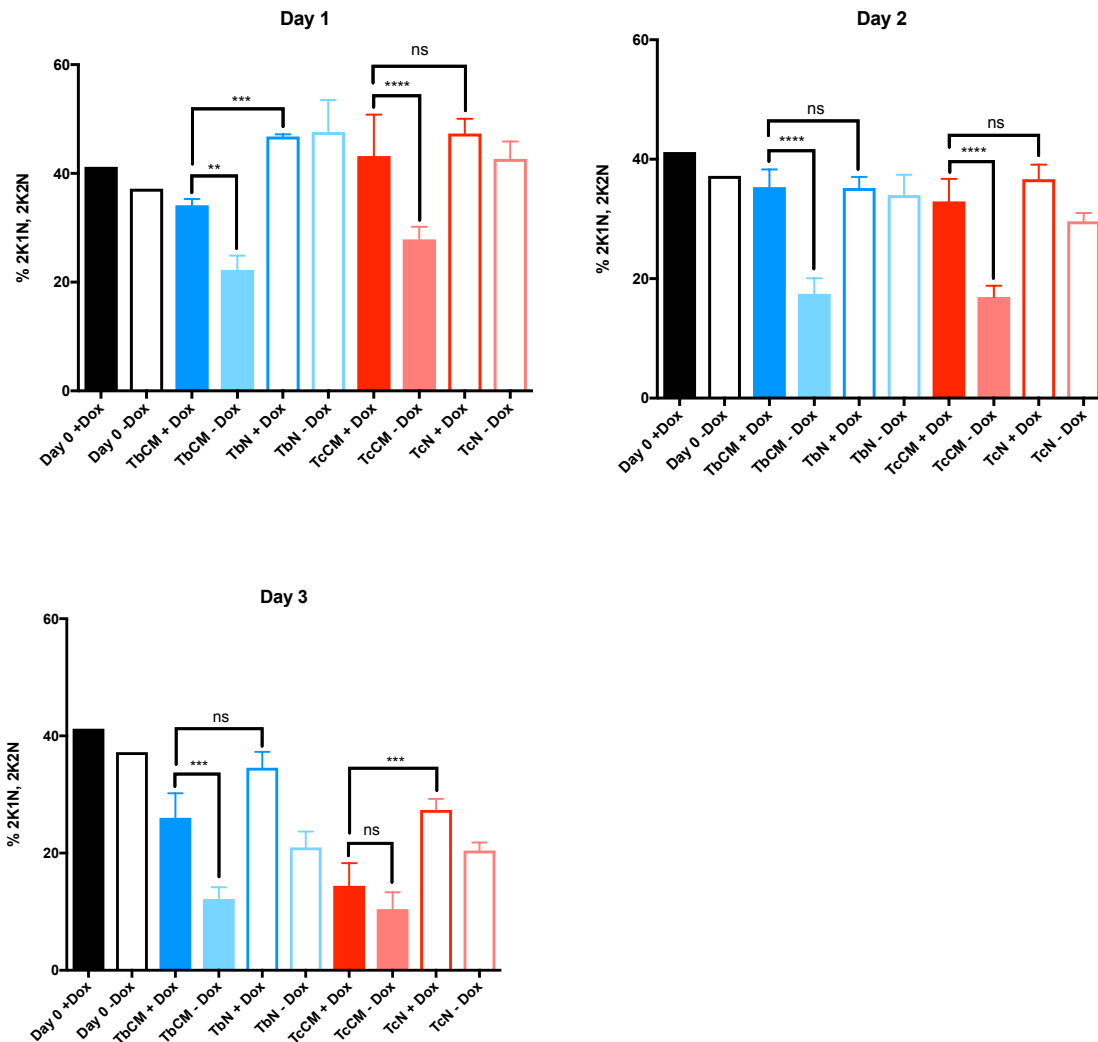 Day 1
ns
****
***
**
60
40
20
0
% 2K1N, 2K2N
Day 0 +Dox
Day 0 -Dox
TbCM + Dox
TbCM - Dox
TbN + Dox
TbN - Dox
TcCM + Dox
TcCM - Dox
TcN + Dox
TcN - Dox
Day 2
ns
****
ns
****
60
40
20
0
% 2K1N, 2K2N
Day 0 +Dox
Day 0 -Dox
TbCM + Dox
TbCM - Dox
TbN + Dox
TbN - Dox
TcCM + Dox
TcCM - Dox
TcN + Dox
TcN - Dox
Day 3
ns
***
***
ns
60
40
20
0
% 2K1N, 2K2N
Day 0 +Dox
Day 0 -Dox
TbCM + Dox
TbCM - Dox
TbN + Dox
TbN - Dox
TcCM + Dox
TcCM - Dox
TcN + Dox
TcN - Dox